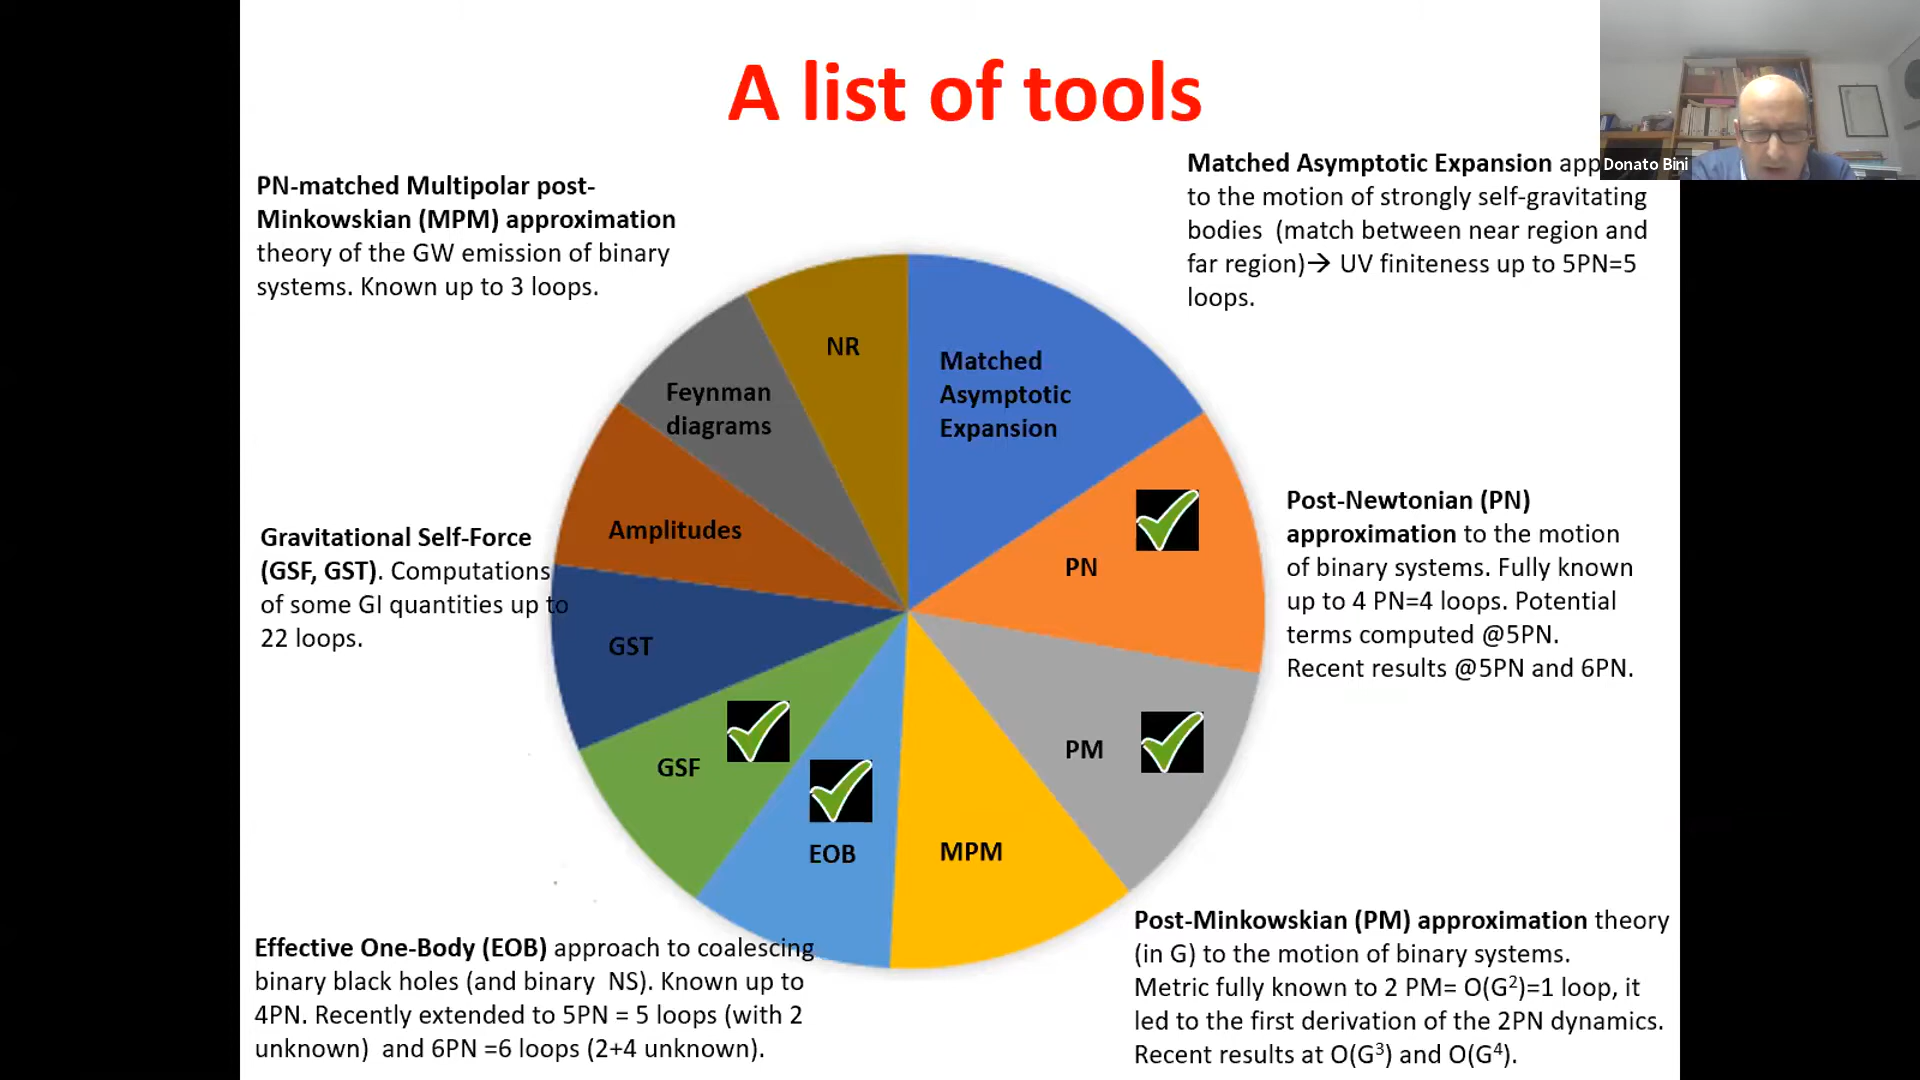 A list of tools
Donato Bini
PN-matched Multipolar post-
Minkowskian (MPM) approximation
theory of the GW emission of binary
systems. Known up to 3 loops.
Matched Asymptotic Expansion
to the motion of strongly self-gravitating
bodies (match between near region and
far region)→ UV finiteness up to 5PN=5
loops.
NR
Matched
Asymptotic
Expansion
Feynman
diagrams
Amplitudes
PN
GST
PM
GSF
EOB
MPM
Gravitational Self-Force
(GSF, GST). Computations
of some GI quantities up to
22 loops.
Post-Newtonian (PN)
approximation to the motion
of binary systems. Fully known
up to 4 PN=4 loops. Potential
terms computed @5PN.
Recent results @5PN and 6PN.
Effective One-Body (EOB) approach to coalescing
binary black holes (and binary NS). Known up to
4PN. Recently extended to 5PN = 5 loops (with 2
unknown) and 6PN =6 loops (2+4 unknown).
Post-Minkowskian (PM) approximation theory
(in G) to the motion of binary systems.
Metric fully known to 2 PM= O(G²)=1 loop, it
led to the first derivation of the 2PN dynamics.
Recent results at O(G³) and O(G⁴).